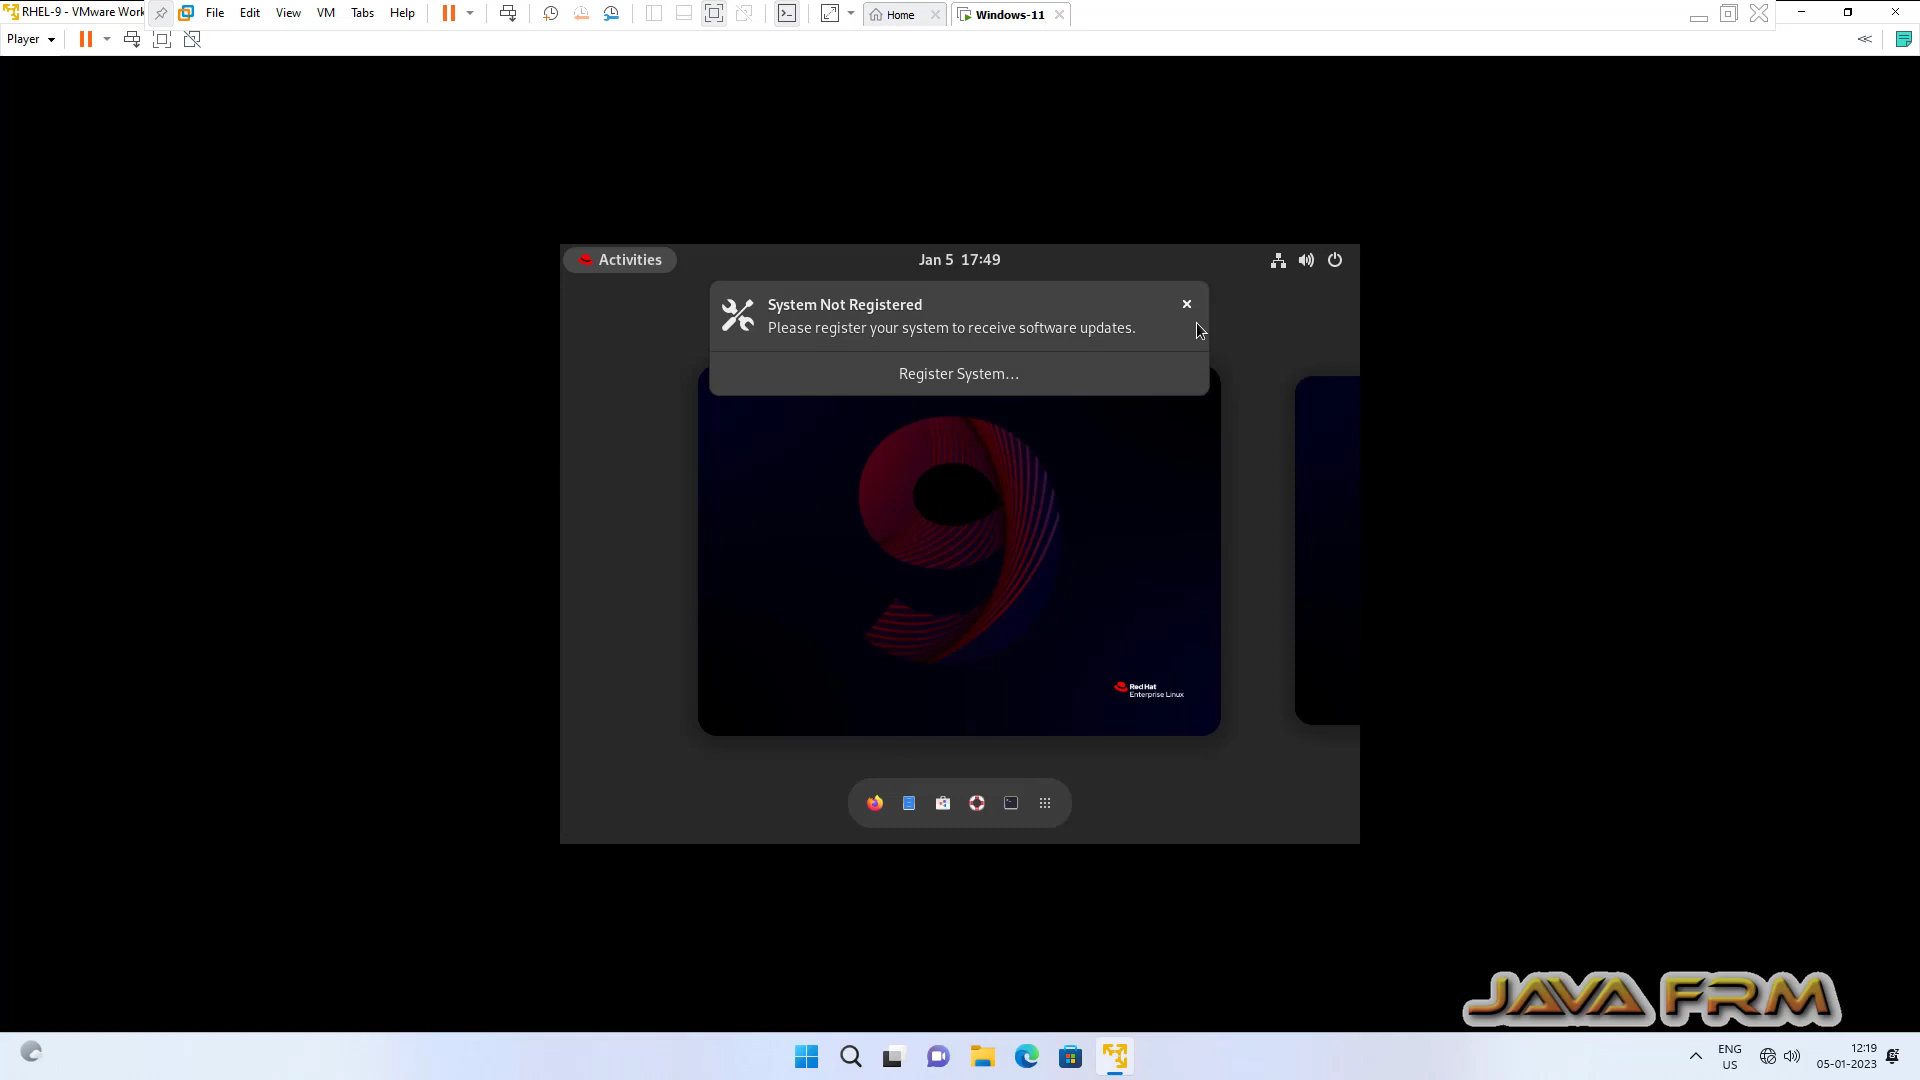 RHEL-9 - VMware Work
File Edit View VM Tabs Help
Home
Windows-11
Player
Activities
Jan 5 17:49
System Not Registered
Please register your system to receive software updates.
Register System...
9
Red Hat
Enterprise Linux
JAVA FRM
ENG
US
12:19
05-01-2023